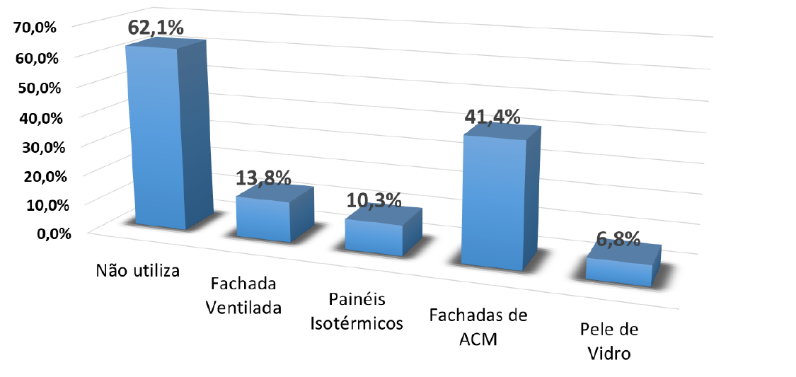 70,0%
60,0%
50,0%
40,0%
30,0%
20,0%
10,0%
0,0%
62,1%
13,8%
10,3%
41,4%
6,8%
Não utiliza
Fachada
Ventilada
Painéis
Isotérmicos
Fachadas de
ACM
Pele de
Vidro